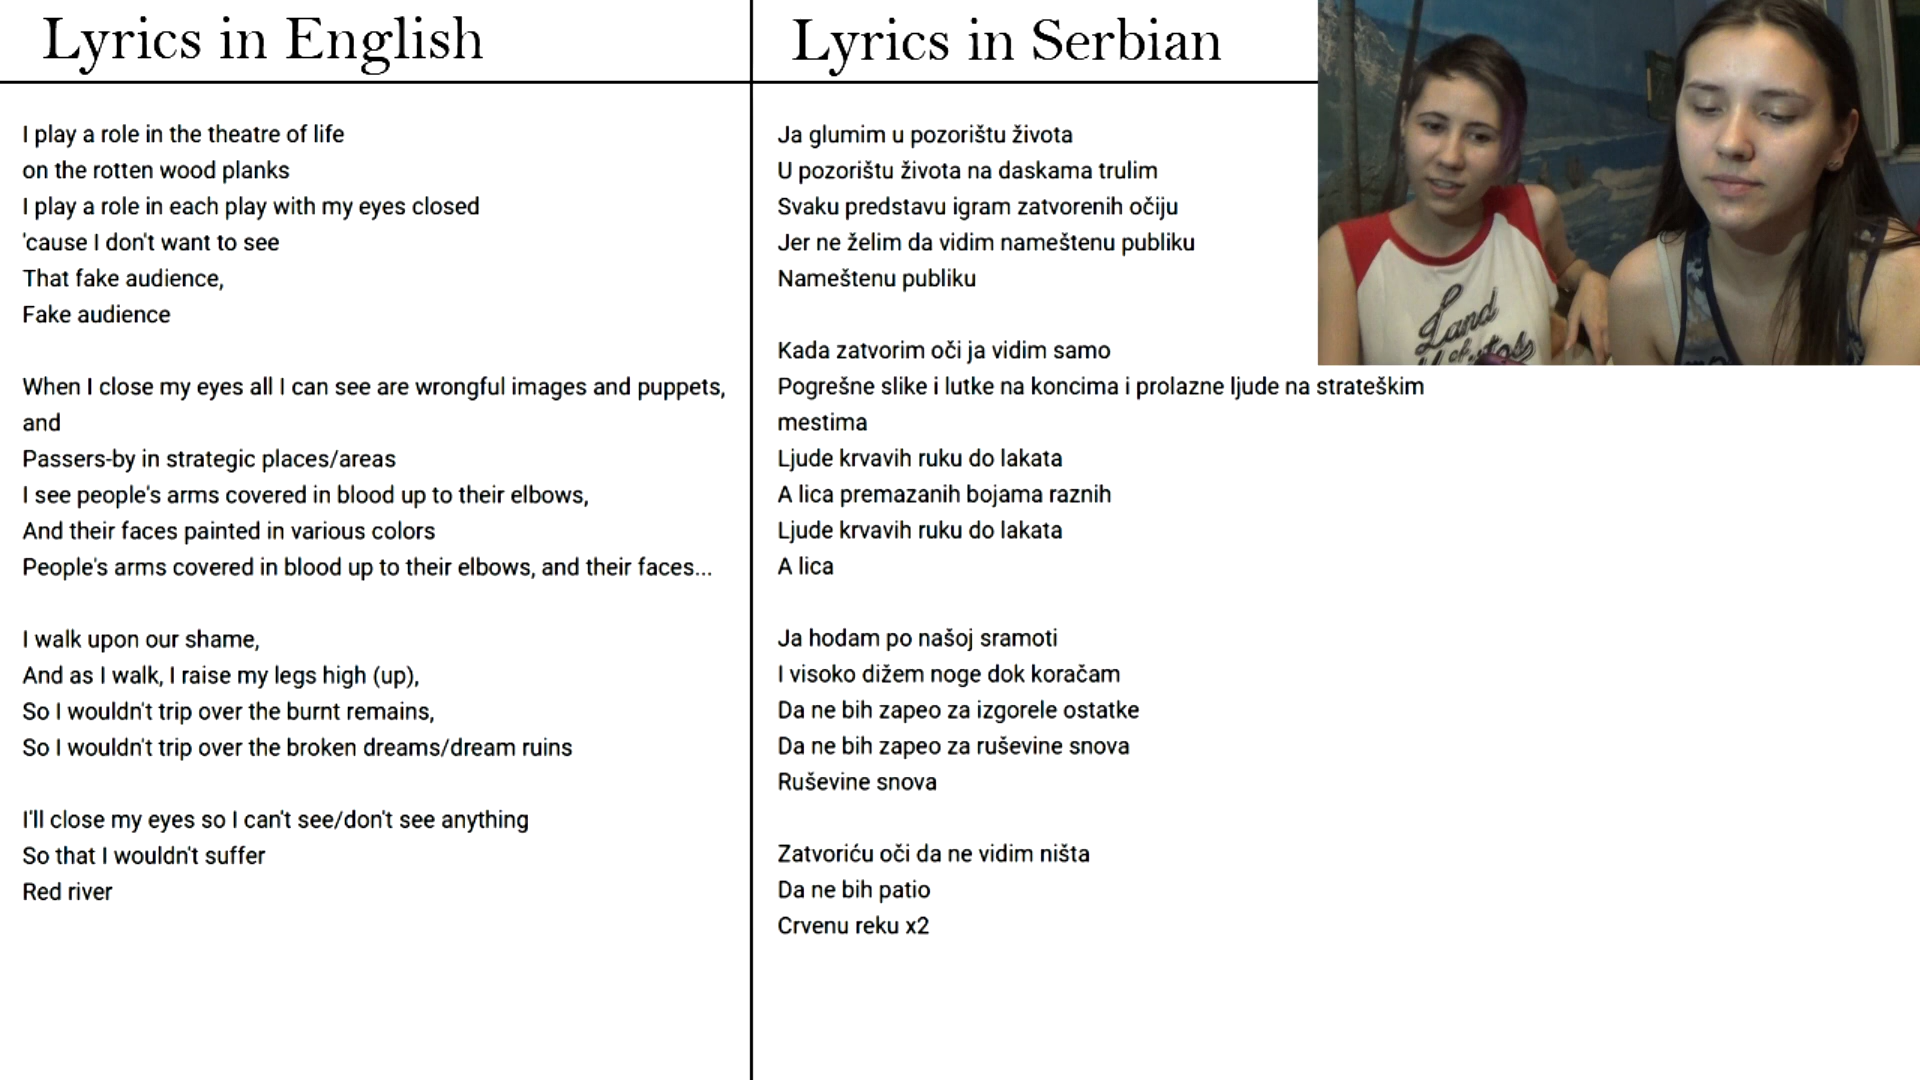 Lyrics in English
I play a role in the theatre of life
on the rotten wood planks
I play a role in each play with my eyes closed
'cause I don't want to see
That fake audience,
Fake audience
When I close my eyes all I can see are wrongful images and puppets,
and
Passers-by in strategic places/areas
I see people's arms covered in blood up to their elbows,
And their faces painted in various colors
People's arms covered in blood up to their elbows, and their faces...
I walk upon our shame,
And as I walk, I raise my legs high (up),
So I wouldn't trip over the burnt remains,
So I wouldn't trip over the broken dreams/dream ruins
I'll close my eyes so I can't see/don't see anything
So that I wouldn't suffer
Red river
Lyrics in Serbian
Ja glumim u pozorištu života
U pozorištu života na daskama trulim
Svaku predstavu igram zatvorenih očiju
Jer ne želim da vidim nameštenu publiku
Nameštenu publiku
Kada zatvorim oči ja vidim samo
Pogrešne slike i lutke na koncima i prolazne ljude na strateškim
mestima
Ljude krvavih ruku do lakata
A lica premazanih bojama raznih
Ljude krvavih ruku do lakata
A lica
Ja hodam po našoj sramoti
I visoko dižem noge dok koračam
Da ne bih zapeo za izgorele ostatke
Da ne bih zapeo za ruševine snova
Ruševine snova
Zatvoriću oči da ne vidim ništa
Da ne bih patio
Crvenu reku x2
Land
of